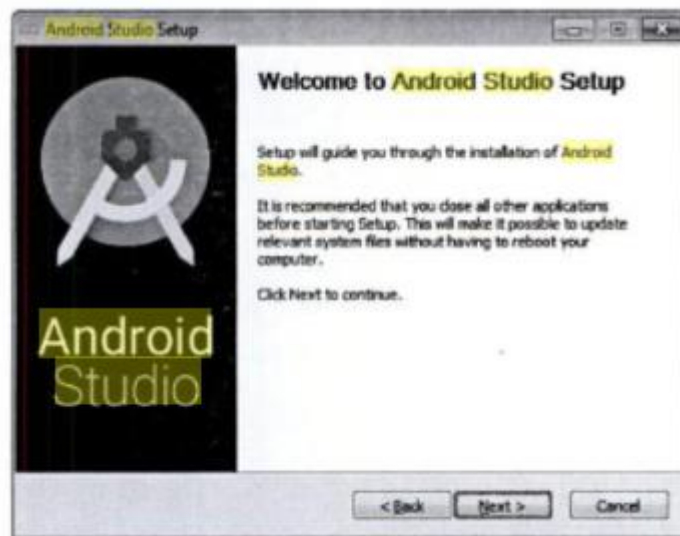 Android Studio Setup
Welcome to Android Studio Setup
Setup will guide you through the installation of Android
Studio.
It is recommended that you close all other applications
before starting Setup. This will make it possible to update
relevant system files without having to reboot your
computer.
Click Next to continue.
Android
Studio
< Back
Next >
Cancel